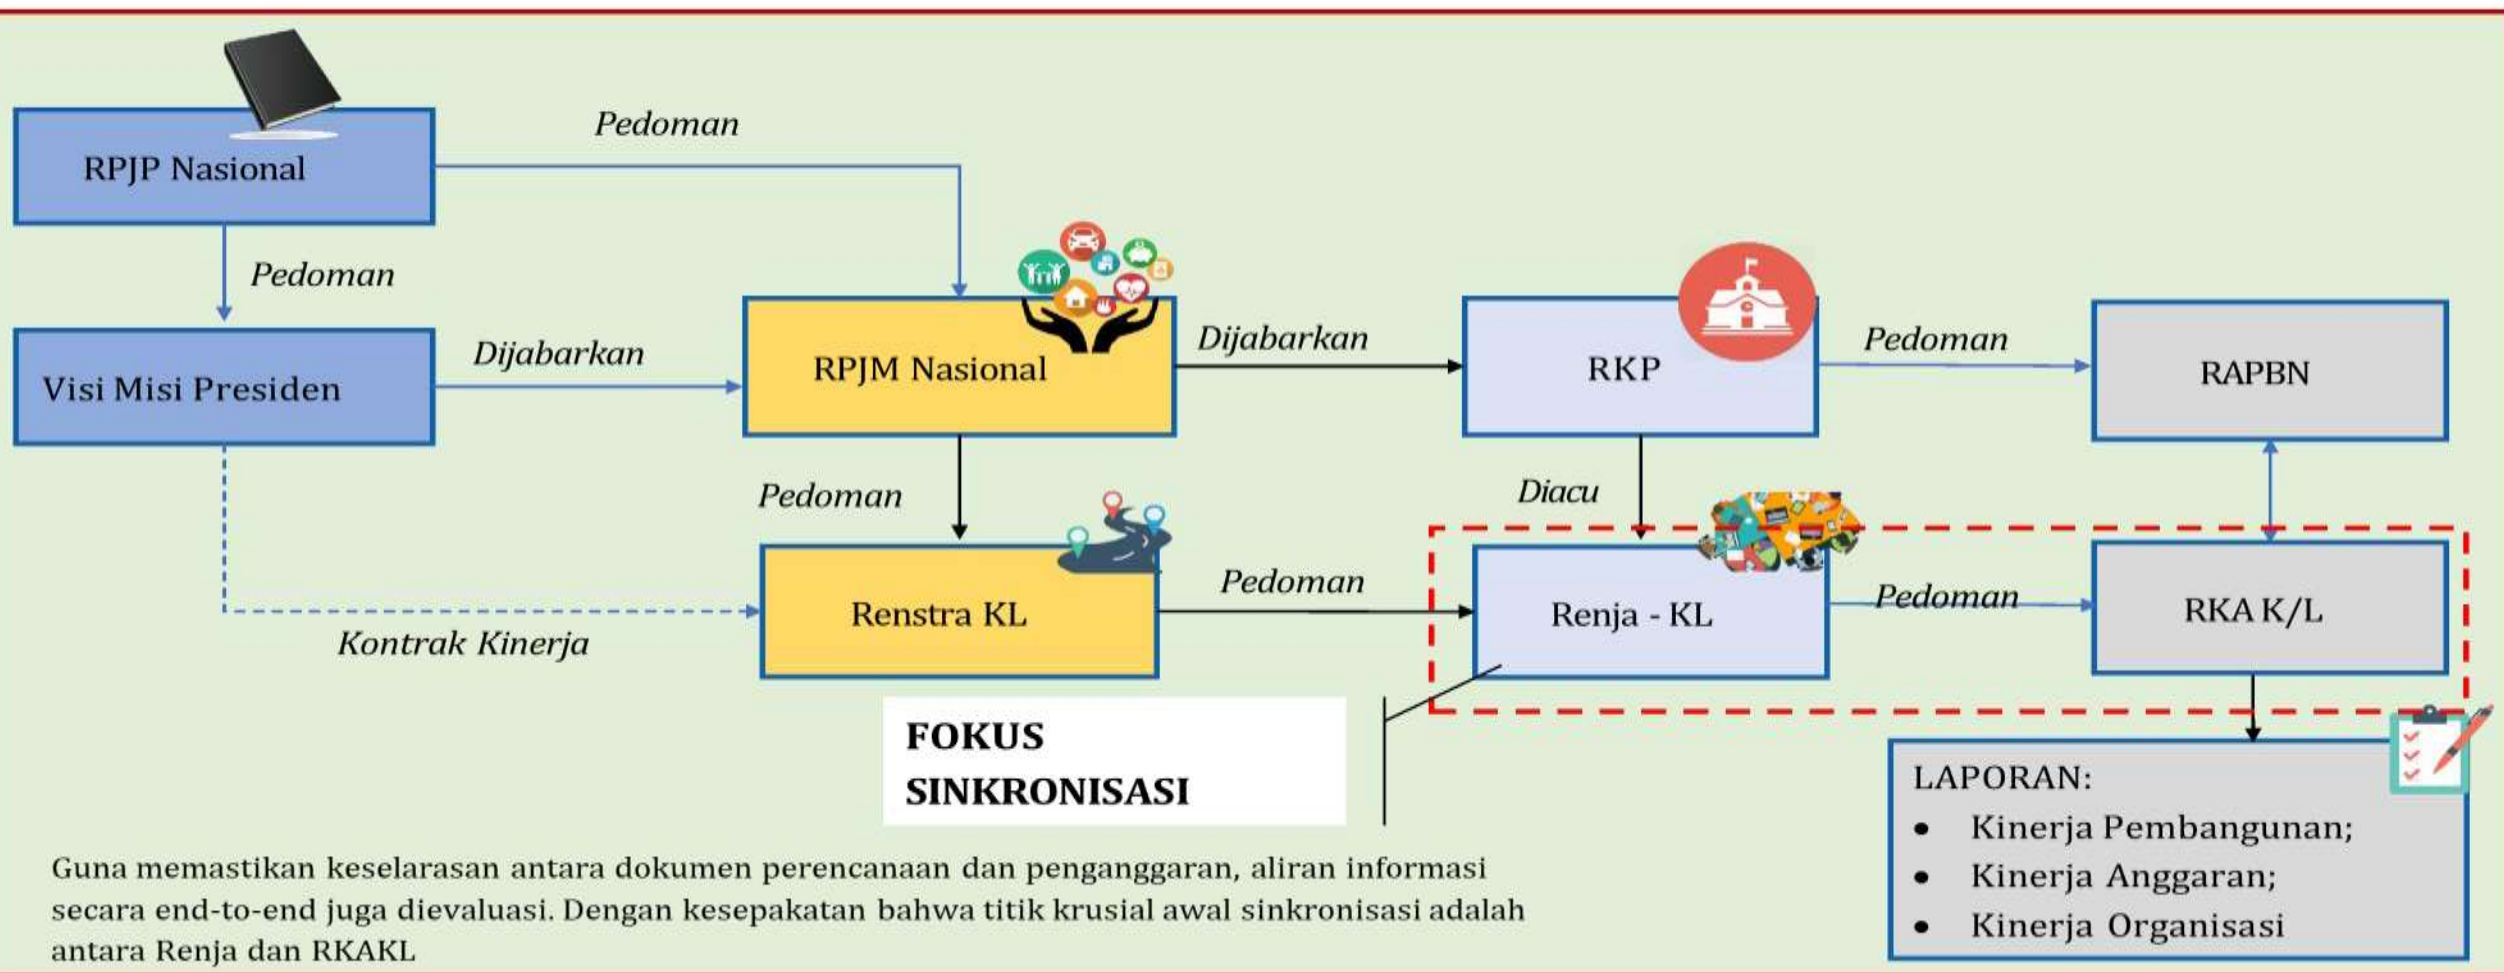 Pedoman
RPJP Nasional
Pedoman
Dijabarkan
Visi Misi Presiden
RPJM Nasional
Dijabarkan
RKP
Pedoman
RAPBN
Pedoman
Diacu
Kontrak Kinerja
Renstra KL
Pedoman
Renja - KL
Pedoman
RKA K/L
FOKUS
SINKRONISASI
LAPORAN:
• Kinerja Pembangunan;
• Kinerja Anggaran;
• Kinerja Organisasi
Guna memastikan keselarasan antara dokumen perencanaan dan penganggaran, aliran informasi
secara end-to-end juga dievaluasi. Dengan kesepakatan bahwa titik krusial awal sinkronisasi adalah
antara Renja dan RKAKL